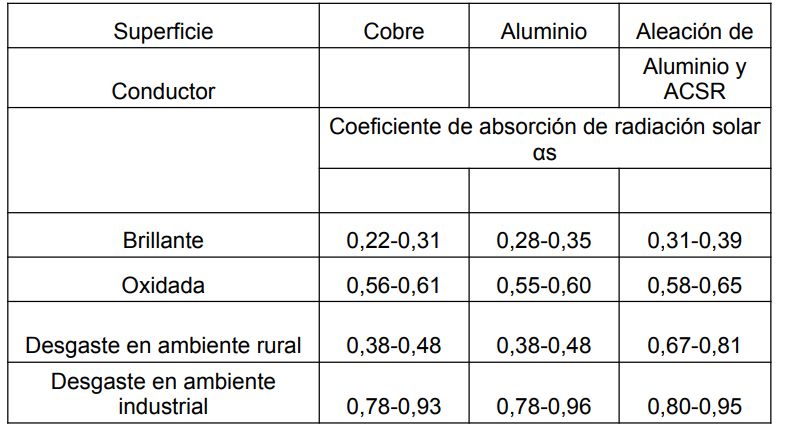 Superficie Cobre Aluminio Aleación de
Conductor Aluminio y
ACSR
Coeficiente de absorción de radiación solar
αs
Brillante 0,22-0,31 0,28-0,35 0,31-0,39
Oxidada 0,56-0,61 0,55-0,60 0,58-0,65
Desgaste en ambiente rural 0,38-0,48 0,38-0,48 0,67-0,81
Desgaste en ambiente
industrial 0,78-0,93 0,78-0,96 0,80-0,95